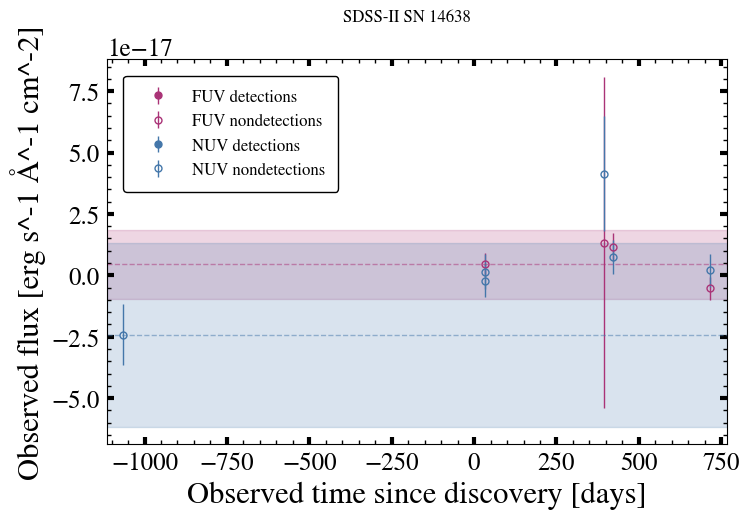 SDSS-II SN 14638
1e−17
FUV detections
FUV nondetections
NUV detections
NUV nondetections
7.5
5.0
2.5
0.0
−2.5
−5.0
Observed flux [erg s^-1 Å^-1 cm^-2]
−1000 −750 −500 −250 0 250 500 750
Observed time since discovery [days]